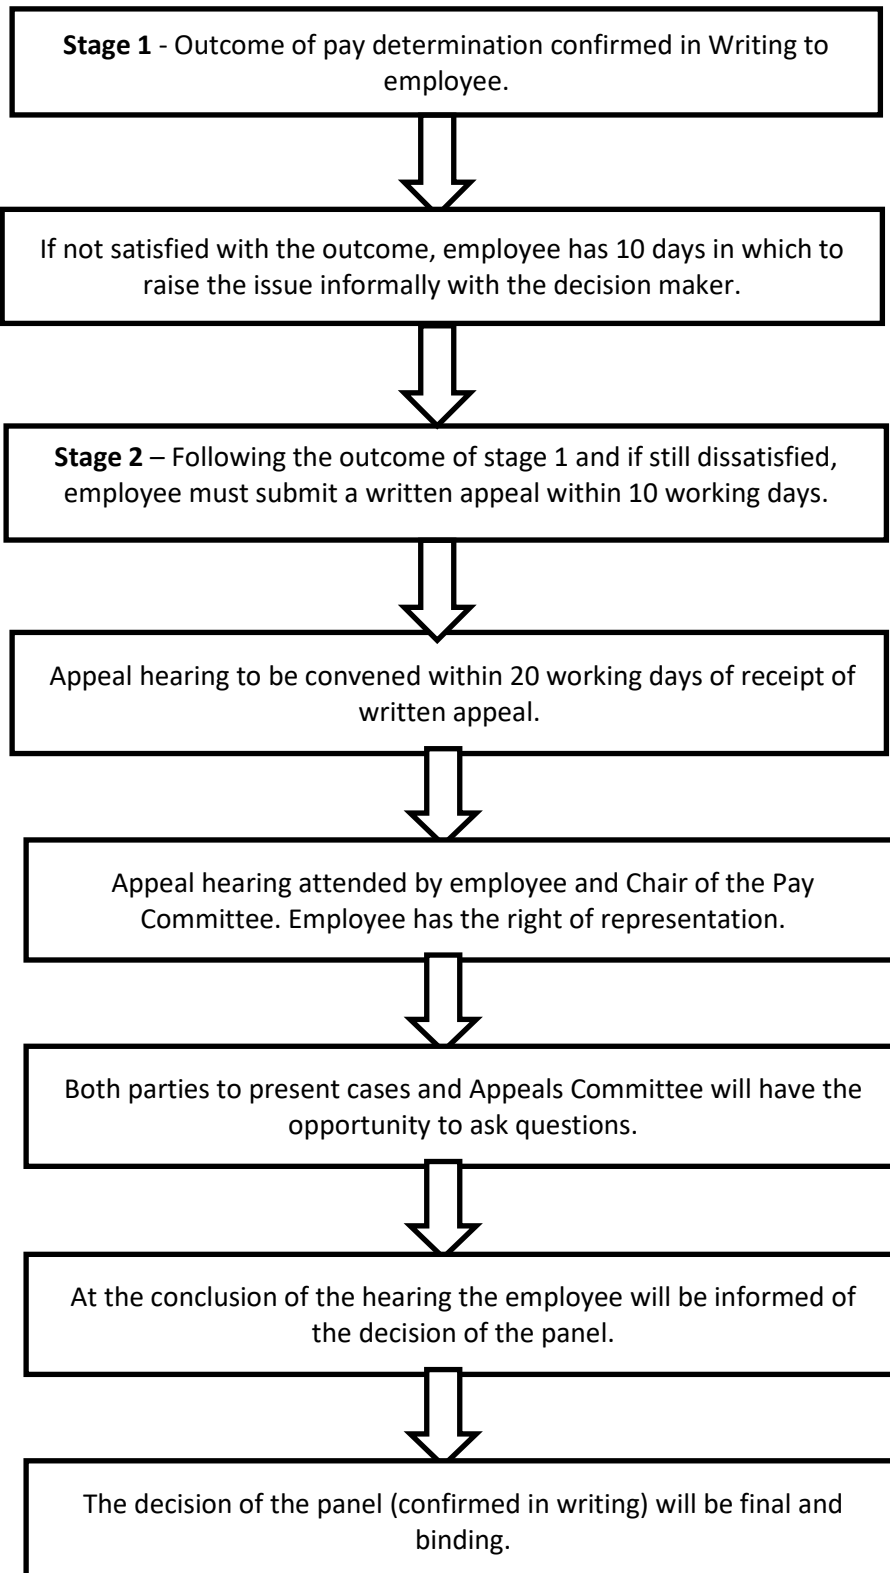 Stage 1 - Outcome of pay determination confirmed in Writing to
employee.
If not satisfied with the outcome, employee has 10 days in which to
raise the issue informally with the decision maker.
Stage 2 – Following the outcome of stage 1 and if still dissatisfied,
employee must submit a written appeal within 10 working days.
Appeal hearing to be convened within 20 working days of receipt of
written appeal.
Appeal hearing attended by employee and Chair of the Pay
Committee. Employee has the right of representation.
Both parties to present cases and Appeals Committee will have the
opportunity to ask questions.
At the conclusion of the hearing the employee will be informed of
the decision of the panel.
The decision of the panel (confirmed in writing) will be final and
binding.